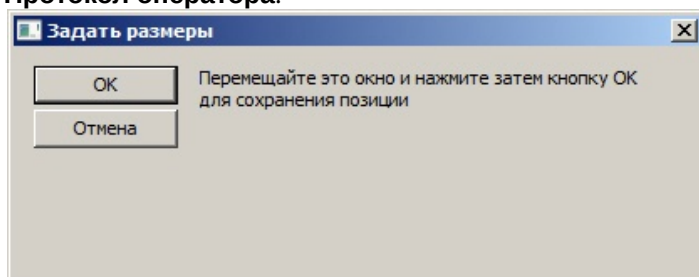 Протокол оператора.
Задать размеры
OK
Перемещайте это окно и нажмите затем кнопку OK
для сохранения позиции
Отмена